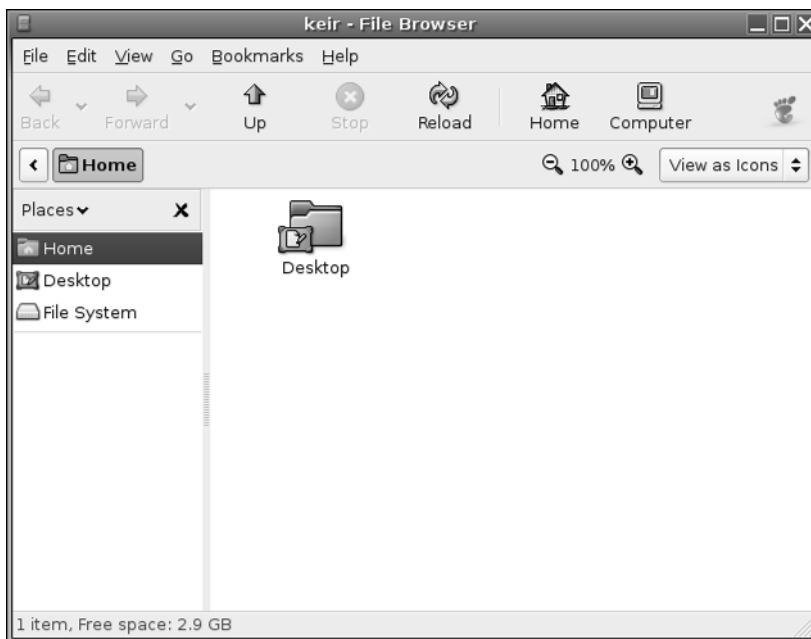 keir - File Browser
File Edit View Go Bookmarks Help
Back Forward Up Stop Reload Home Computer
Home 100% View as Icons
Places
Home
Desktop
File System
Desktop
1 item, Free space: 2.9 GB